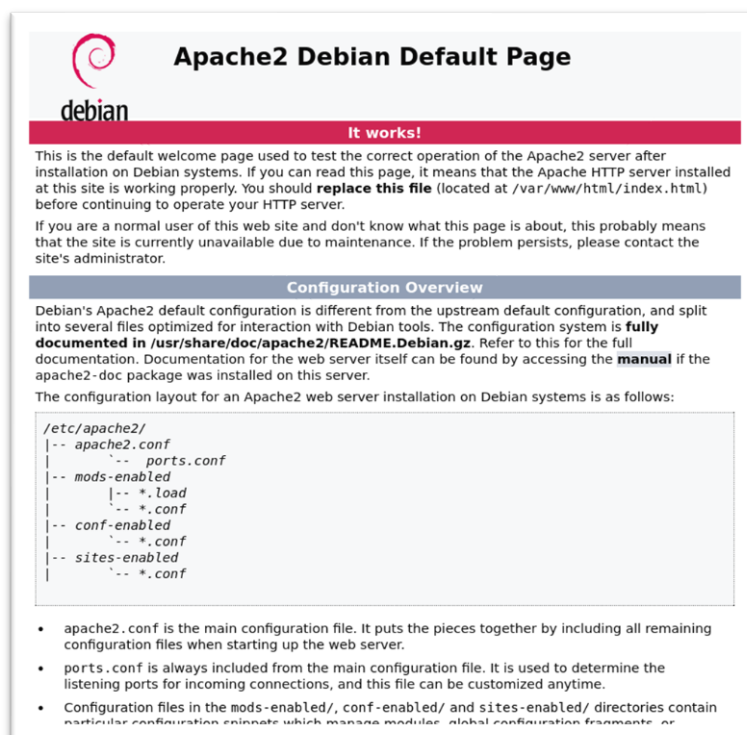 Apache2 Debian Default Page
debian
It works!
This is the default welcome page used to test the correct operation of the Apache2 server after
installation on Debian systems. If you can read this page, it means that the Apache HTTP server installed
at this site is working properly. You should replace this file (located at /var/www/html/index.html)
before continuing to operate your HTTP server.
If you are a normal user of this web site and don't know what this page is about, this probably means
that the site is currently unavailable due to maintenance. If the problem persists, please contact the
site's administrator.
Configuration Overview
Debian's Apache2 default configuration is different from the upstream default configuration, and split
into several files optimized for interaction with Debian tools. The configuration system is fully
documented in /usr/share/doc/apache2/README.Debian.gz. Refer to this for the full
documentation. Documentation for the web server itself can be found by accessing the manual if the
apache2-doc package was installed on this server.
The configuration layout for an Apache2 web server installation on Debian systems is as follows:
/etc/apache2/
|-- apache2.conf
|       `--  ports.conf
|-- mods-enabled
|       |-- *.load
|       `-- *.conf
|-- conf-enabled
|       `-- *.conf
|-- sites-enabled
|       `-- *.conf
• apache2.conf is the main configuration file. It puts the pieces together by including all remaining
configuration files when starting up the web server.
• ports.conf is always included from the main configuration file. It is used to determine the
listening ports for incoming connections, and this file can be customized anytime.
• Configuration files in the mods-enabled/, conf-enabled/ and sites-enabled/ directories contain
particular configuration snippets which manage modules, global configuration fragments, or